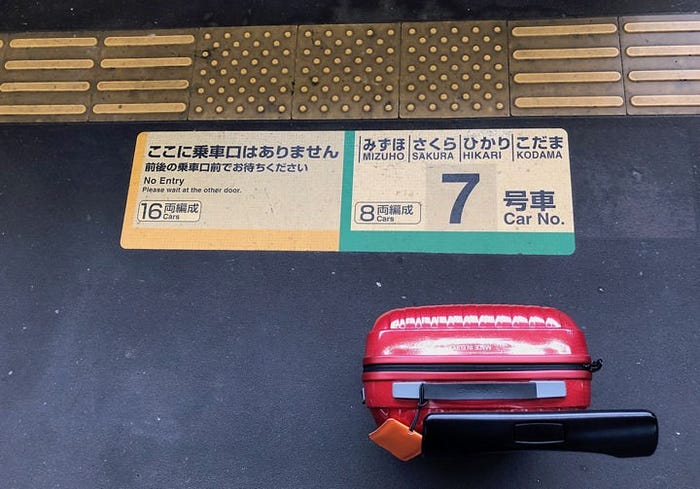 ここに乗車口はありません
前後の乗車口前でお待ちください
No Entry
Please wait at the other door.
16両編成
Cars
みずほ さくら ひかり こだま
MIZUHO SAKURA HIKARI KODAMA
8両編成
Cars
7
号車
Car No.